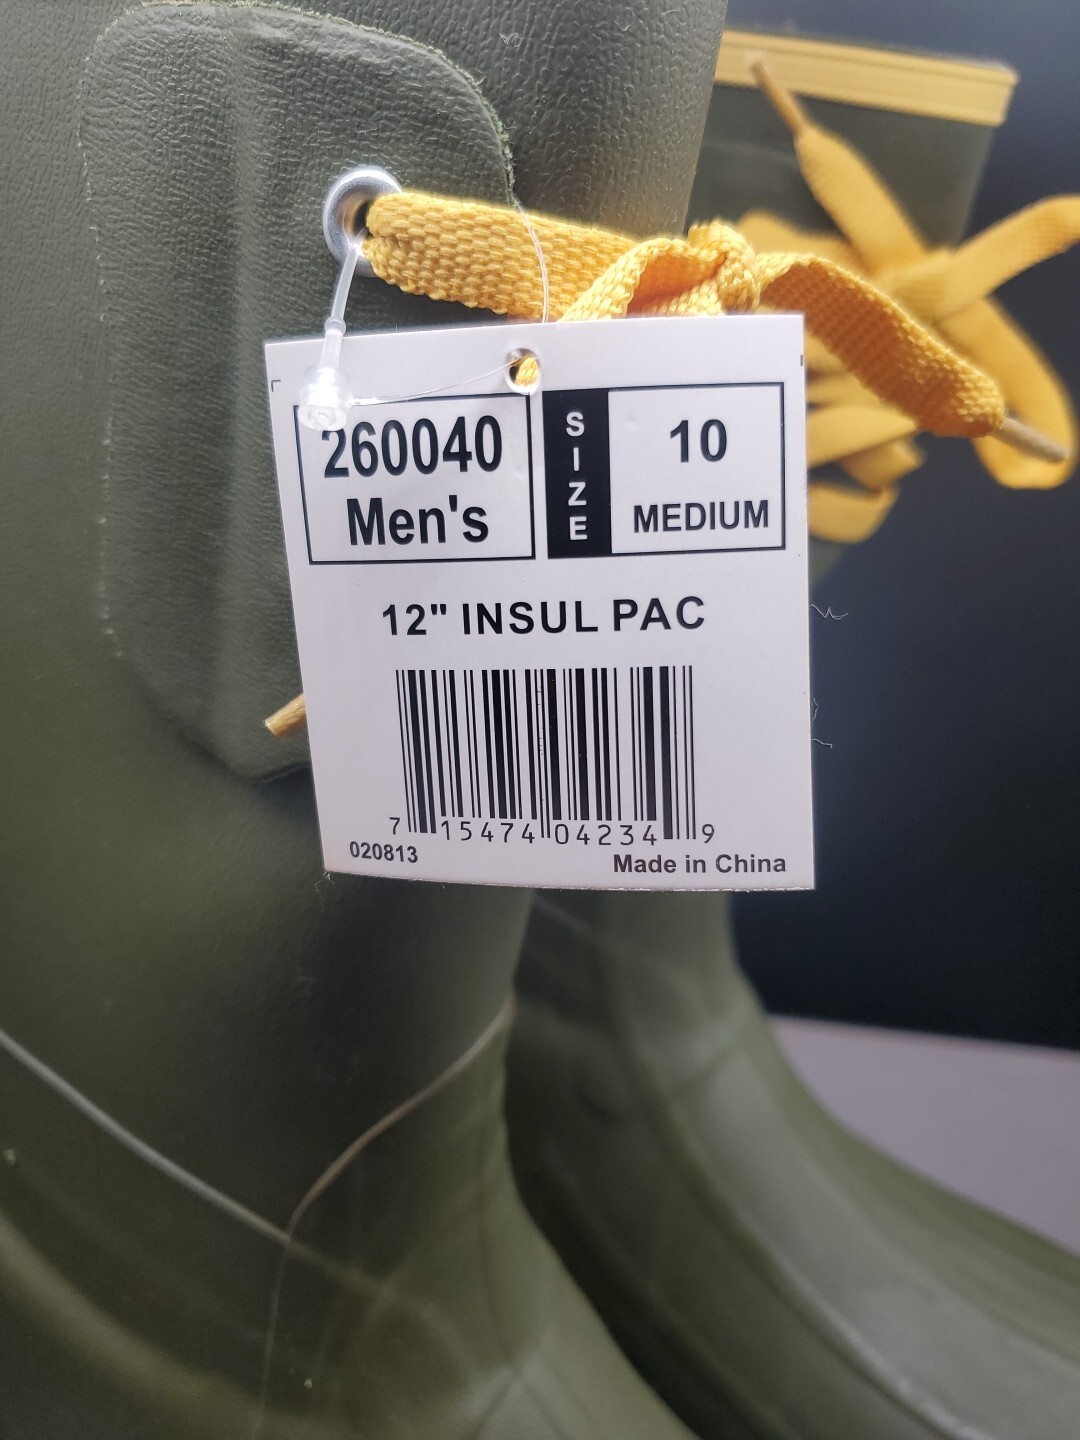 260040
Men's
SIZE
10
MEDIUM
12" INSUL PAC
7 15474 04234 9
020813
Made in China